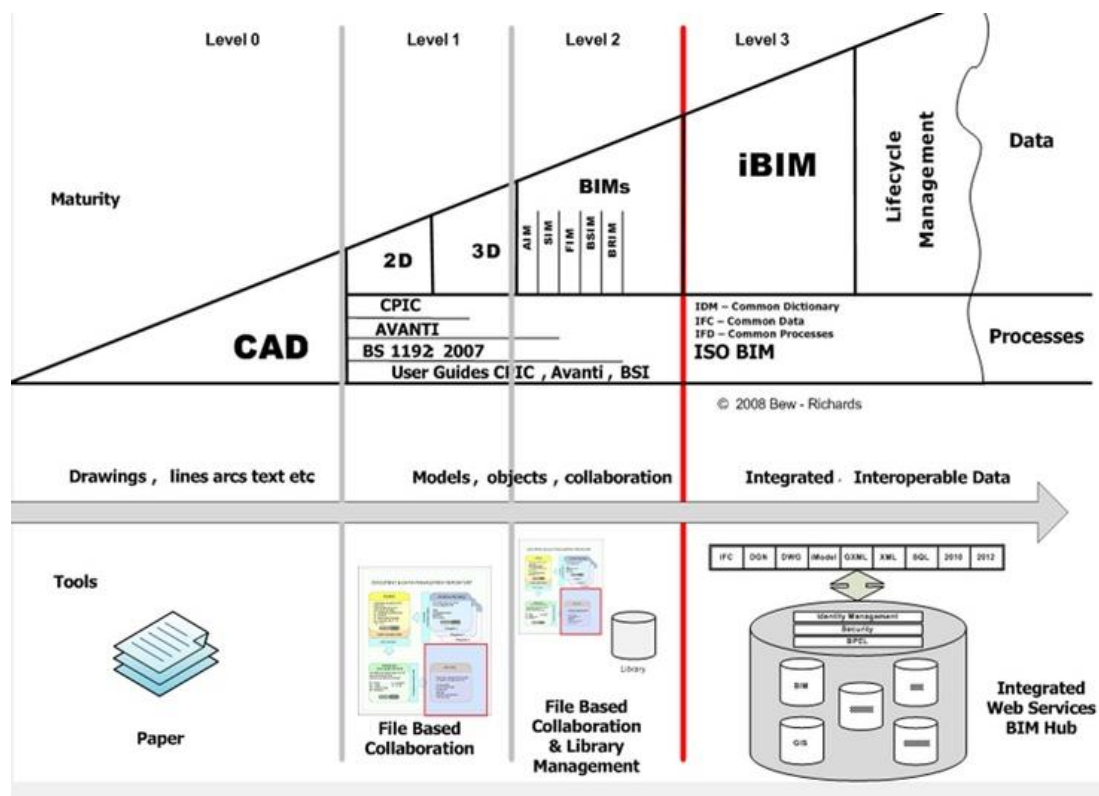 Level 0
Level 1
Level 2
Level 3
Maturity
CAD
2D
3D
BIMs
AIM
SIM
FIM
BSIM
BRIM
iBIM
Lifecycle
Management
Data
CPIC
AVANTI
BS 1192: 2007
User Guides CPIC , Avanti , BSI
IDM – Common Dictionary
IFC – Common Data
IFD – Common Processes
ISO BIM
Processes
© 2008 Bew - Richards
Drawings , lines arcs text etc
Models , objects , collaboration
Integrated , Interoperable Data
Tools
Paper
File Based
Collaboration
Library
File Based
Collaboration
& Library
Management
IFC DGN DWG iModel GXML XML SQL 2010 2012
Identity Management
Security
BPEL
BIM
GIS
Integrated
Web Services
BIM Hub